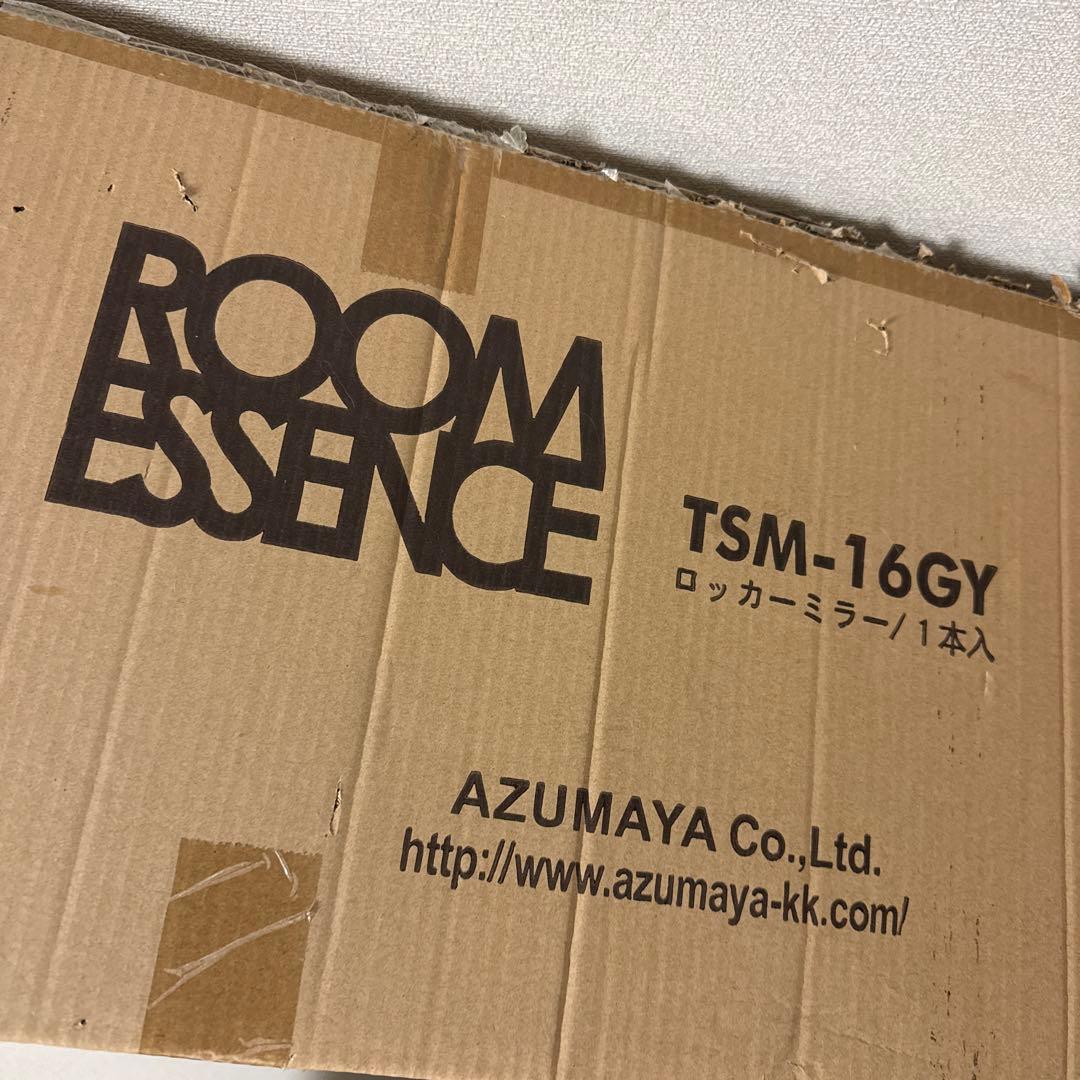 ROOM
ESSENCE
TSM-16GY
ロッカーミラー/1本入
AZUMAYA Co.,Ltd.
http://www.azumaya-kk.com/